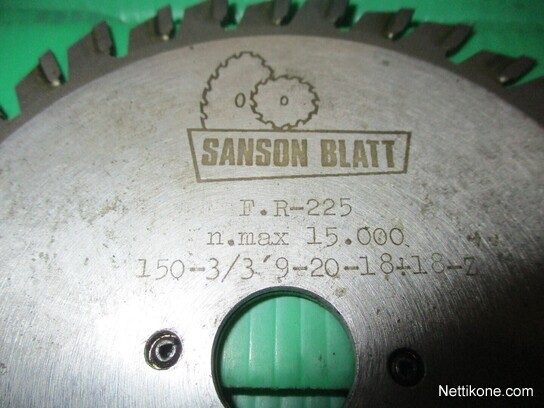 SANSON BLATT
F.R-225
n.max 15.000
150-3/3´9-20-18+18-Z
Nettikone.com